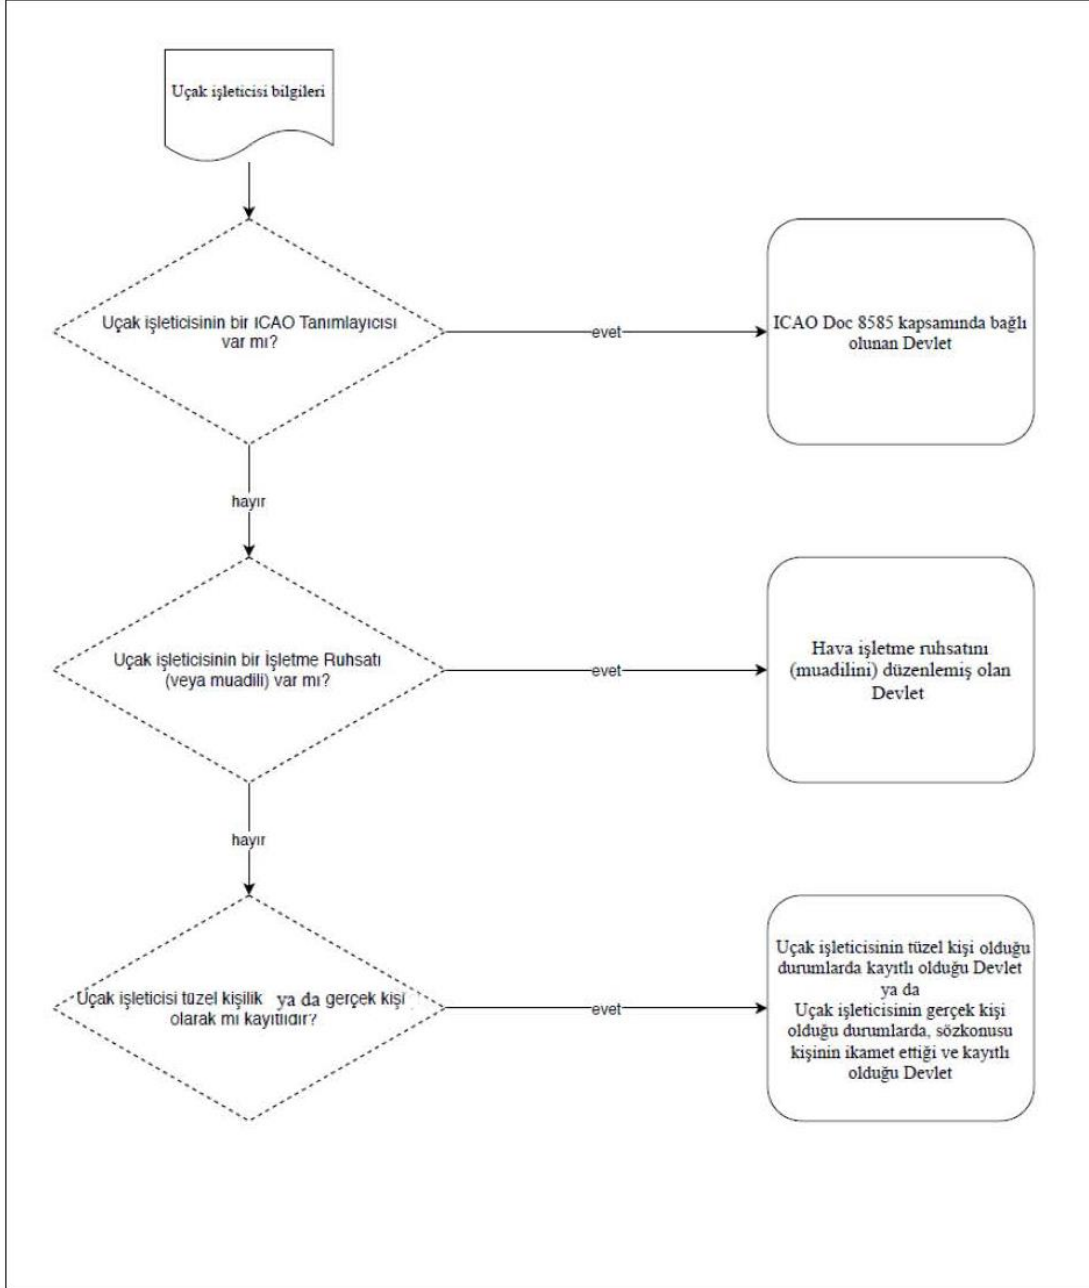 Uçak işleticisi bilgileri
Uçak işleticisinin bir ICAO Tanımlayıcısı
var mı?
evet
ICAO Doc 8585 kapsamında bağlı
olunan Devlet
hayır
Uçak işleticisinin bir İşletme Ruhsatı
(veya muadili) var mı?
evet
Hava işletme ruhsatını
(muadilini) düzenlemiş olan
Devlet
hayır
Uçak işleticisi tüzel kişilik ya da gerçek kişi
olarak mı kayıtlıdır?
evet
Uçak işleticisinin tüzel kişi olduğu
durumlarda kayıtlı olduğu Devlet
ya da
Uçak işleticisinin gerçek kişi
olduğu durumlarda, sözkonusu
kişinin ikamet ettiği ve kayıtlı
olduğu Devlet